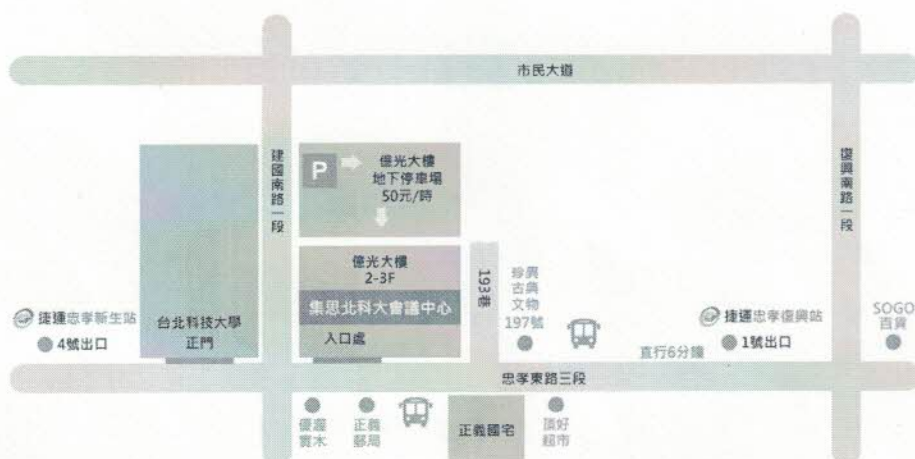 市民大道
建國南路一段
復興南路一段
P
億光大樓
地下停車場
50元/時
億光大樓
2-3F
集思北科大會議中心
入口處
193巷
珍興
古典
文物
197號
捷運忠孝新生站
4號出口
台北科技大學
正門
捷運忠孝復興站
1號出口
直行6分鐘
SOGO
百貨
忠孝東路三段
優渥
實木
正義
郵局
正義國宅
頂好
超市